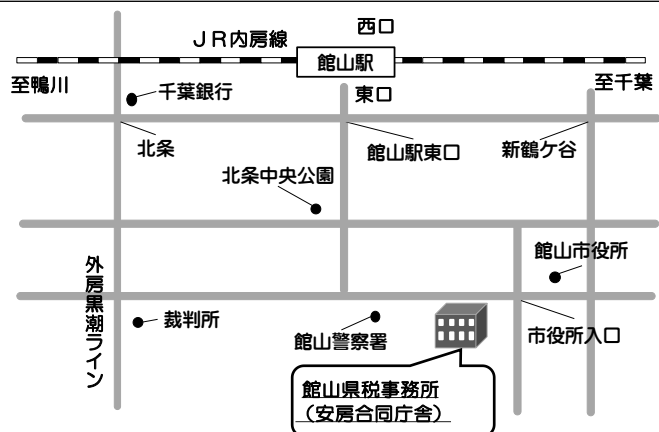 西口
JR内房線
館山駅
至鴨川
至千葉
千葉銀行
東口
北条
館山駅東口
新鶴ケ谷
北条中央公園
館山市役所
外房黒潮ライン
裁判所
館山警察署
市役所入口
館山県税事務所
(安房合同庁舎)